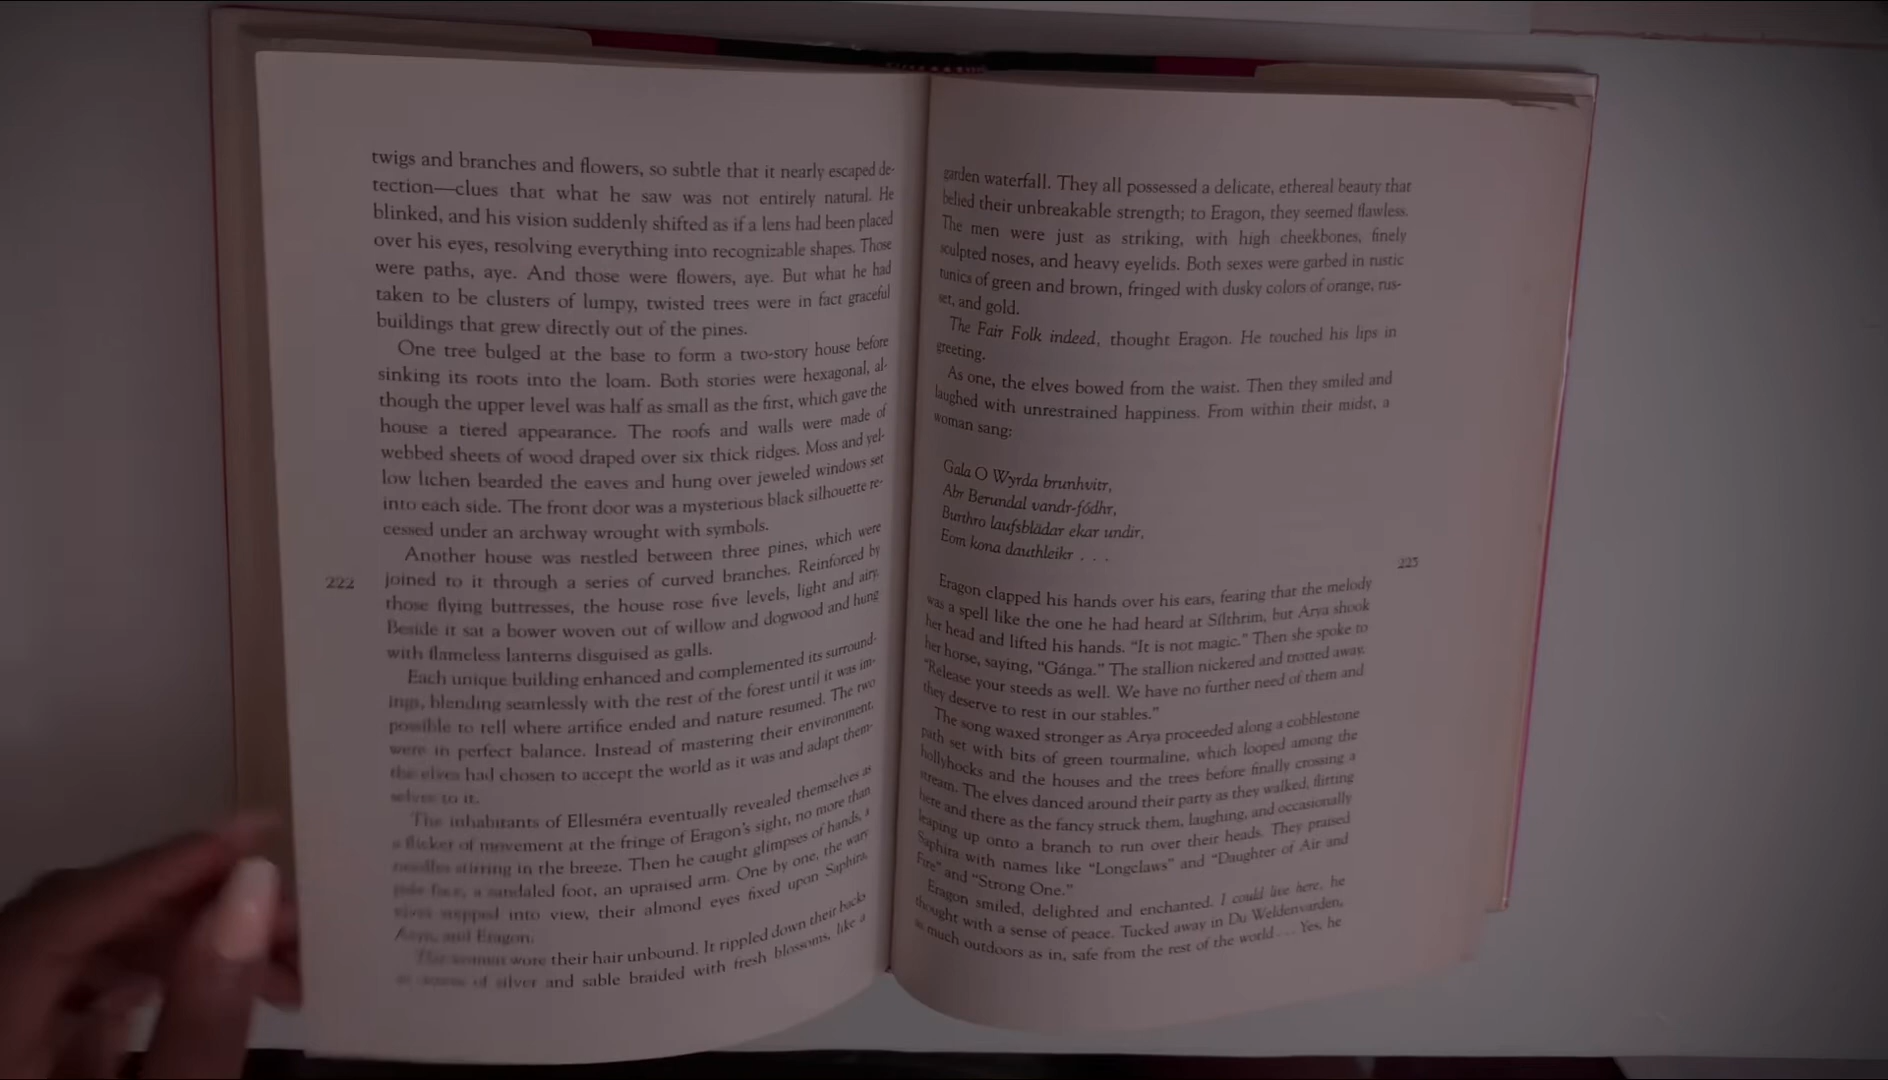 twigs and branches and flowers, so subtle that it nearly escaped de-
tection—clues that what he saw was not entirely natural. He
blinked, and his vision suddenly shifted as if a lens had been placed
over his eyes, resolving everything into recognizable shapes. Those
were paths, aye. And those were flowers, aye. But what he had
taken to be clusters of lumpy, twisted trees were in fact graceful
buildings that grew directly out of the pines.
One tree bulged at the base to form a two-story house before
sinking its roots into the loam. Both stories were hexagonal, al-
though the upper level was half as small as the first, which gave the
house a tiered appearance. The roofs and walls were made of
webbed sheets of wood draped over six thick ridges. Moss and yel-
low lichen bearded the eaves and hung over jeweled windows set
into each side. The front door was a mysterious black silhouette re-
cessed under an archway wrought with symbols.
Another house was nestled between three pines, which were
222 joined to it through a series of curved branches. Reinforced by
those flying buttresses, the house rose five levels, light and airy.
Beside it sat a bower woven out of willow and dogwood and hung
with flameless lanterns disguised as galls.
Each unique building enhanced and complemented its surround-
ings, blending seamlessly with the rest of the forest until it was im-
possible to tell where artifice ended and nature resumed. The two
were in perfect balance. Instead of mastering their environment,
the elves had chosen to accept the world as it was and adapt them-
selves to it.
The inhabitants of Ellesméra eventually revealed themselves as
a flicker of movement at the fringe of Eragon's sight, no more than
needles stirring in the breeze. Then he caught glimpses of hands, a
pale face, a sandaled foot, an upraised arm. One by one, the wary
elves stepped into view, their almond eyes fixed upon Saphira,
Arya, and Eragon.
The women wore their hair unbound. It rippled down their backs
in waves of silver and sable braided with fresh blossoms, like a
garden waterfall. They all possessed a delicate, ethereal beauty that
belied their unbreakable strength; to Eragon, they seemed flawless.
The men were just as striking, with high cheekbones, finely
sculpted noses, and heavy eyelids. Both sexes were garbed in rustic
tunics of green and brown, fringed with dusky colors of orange, rus-
set, and gold.
The Fair Folk indeed, thought Eragon. He touched his lips in
greeting.
As one, the elves bowed from the waist. Then they smiled and
laughed with unrestrained happiness. From within their midst, a
woman sang:
Gala O Wyrda brunhvitr,
Abr Berundal vandr-fódhr,
Burthro laufsblädar ekar undir,
Eom kona dauthleikr . . .
225
Eragon clapped his hands over his ears, fearing that the melody
was a spell like the one he had heard at Sílthrim, but Arya shook
her head and lifted his hands. "It is not magic." Then she spoke to
her horse, saying, "Gánga." The stallion nickered and trotted away.
"Release your steeds as well. We have no further need of them and
they deserve to rest in our stables."
The song waxed stronger as Arya proceeded along a cobblestone
path set with bits of green tourmaline, which looped among the
hollyhocks and the houses and the trees before finally crossing a
stream. The elves danced around their party as they walked, flitting
here and there as the fancy struck them, laughing, and occasionally
leaping up onto a branch to run over their heads. They praised
Saphira with names like "Longclaws" and "Daughter of Air and
Fire" and "Strong One."
Eragon smiled, delighted and enchanted. I could live here, he
thought with a sense of peace. Tucked away in Du Weldenvarden,
as much outdoors as in, safe from the rest of the world . . . Yes, he